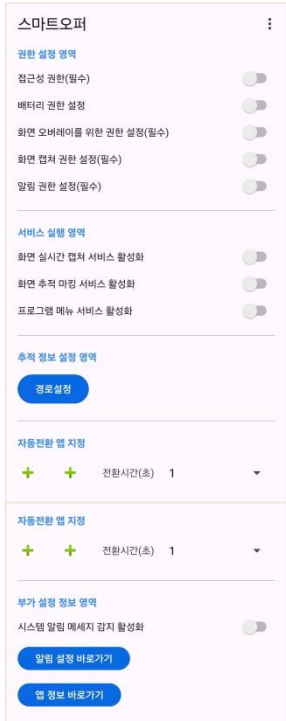 스마트오퍼
권한 설정 영역
접근성 권한(필수)
배터리 권한 설정
화면 오버레이를 위한 권한 설정(필수)
화면 캡쳐 권한 설정(필수)
알림 권한 설정(필수)
서비스 실행 영역
화면 실시간 캡쳐 서비스 활성화
화면 추적 마킹 서비스 활성화
프로그램 메뉴 서비스 활성화
추적 정보 설정 영역
경로설정
자동전환 앱 지정
전환시간(초) 1
자동전환 앱 지정
전환시간(초) 1
부가 설정 정보 영역
시스템 알림 메세지 감지 활성화
알림 설정 바로가기
앱 정보 바로가기